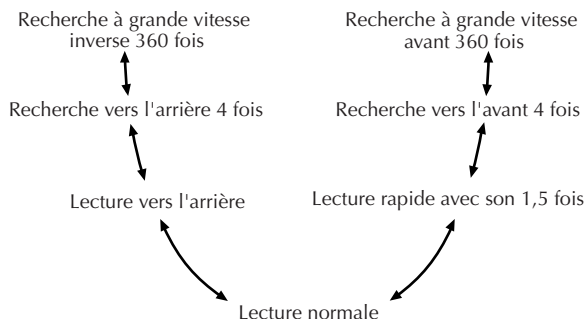 Recherche à grande vitesse
inverse 360 fois
Recherche à grande vitesse
avant 360 fois
Recherche vers l'arrière 4 fois
Recherche vers l'avant 4 fois
Lecture vers l'arrière
Lecture rapide avec son 1,5 fois
Lecture normale